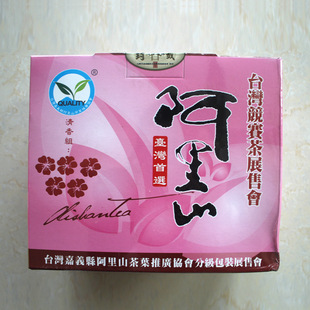 QUALITY
®
清香組
台灣競賽茶展售會
阿里山
臺灣首選
Alishantea
台灣嘉義縣阿里山茶葉推廣協會分級包裝展售會